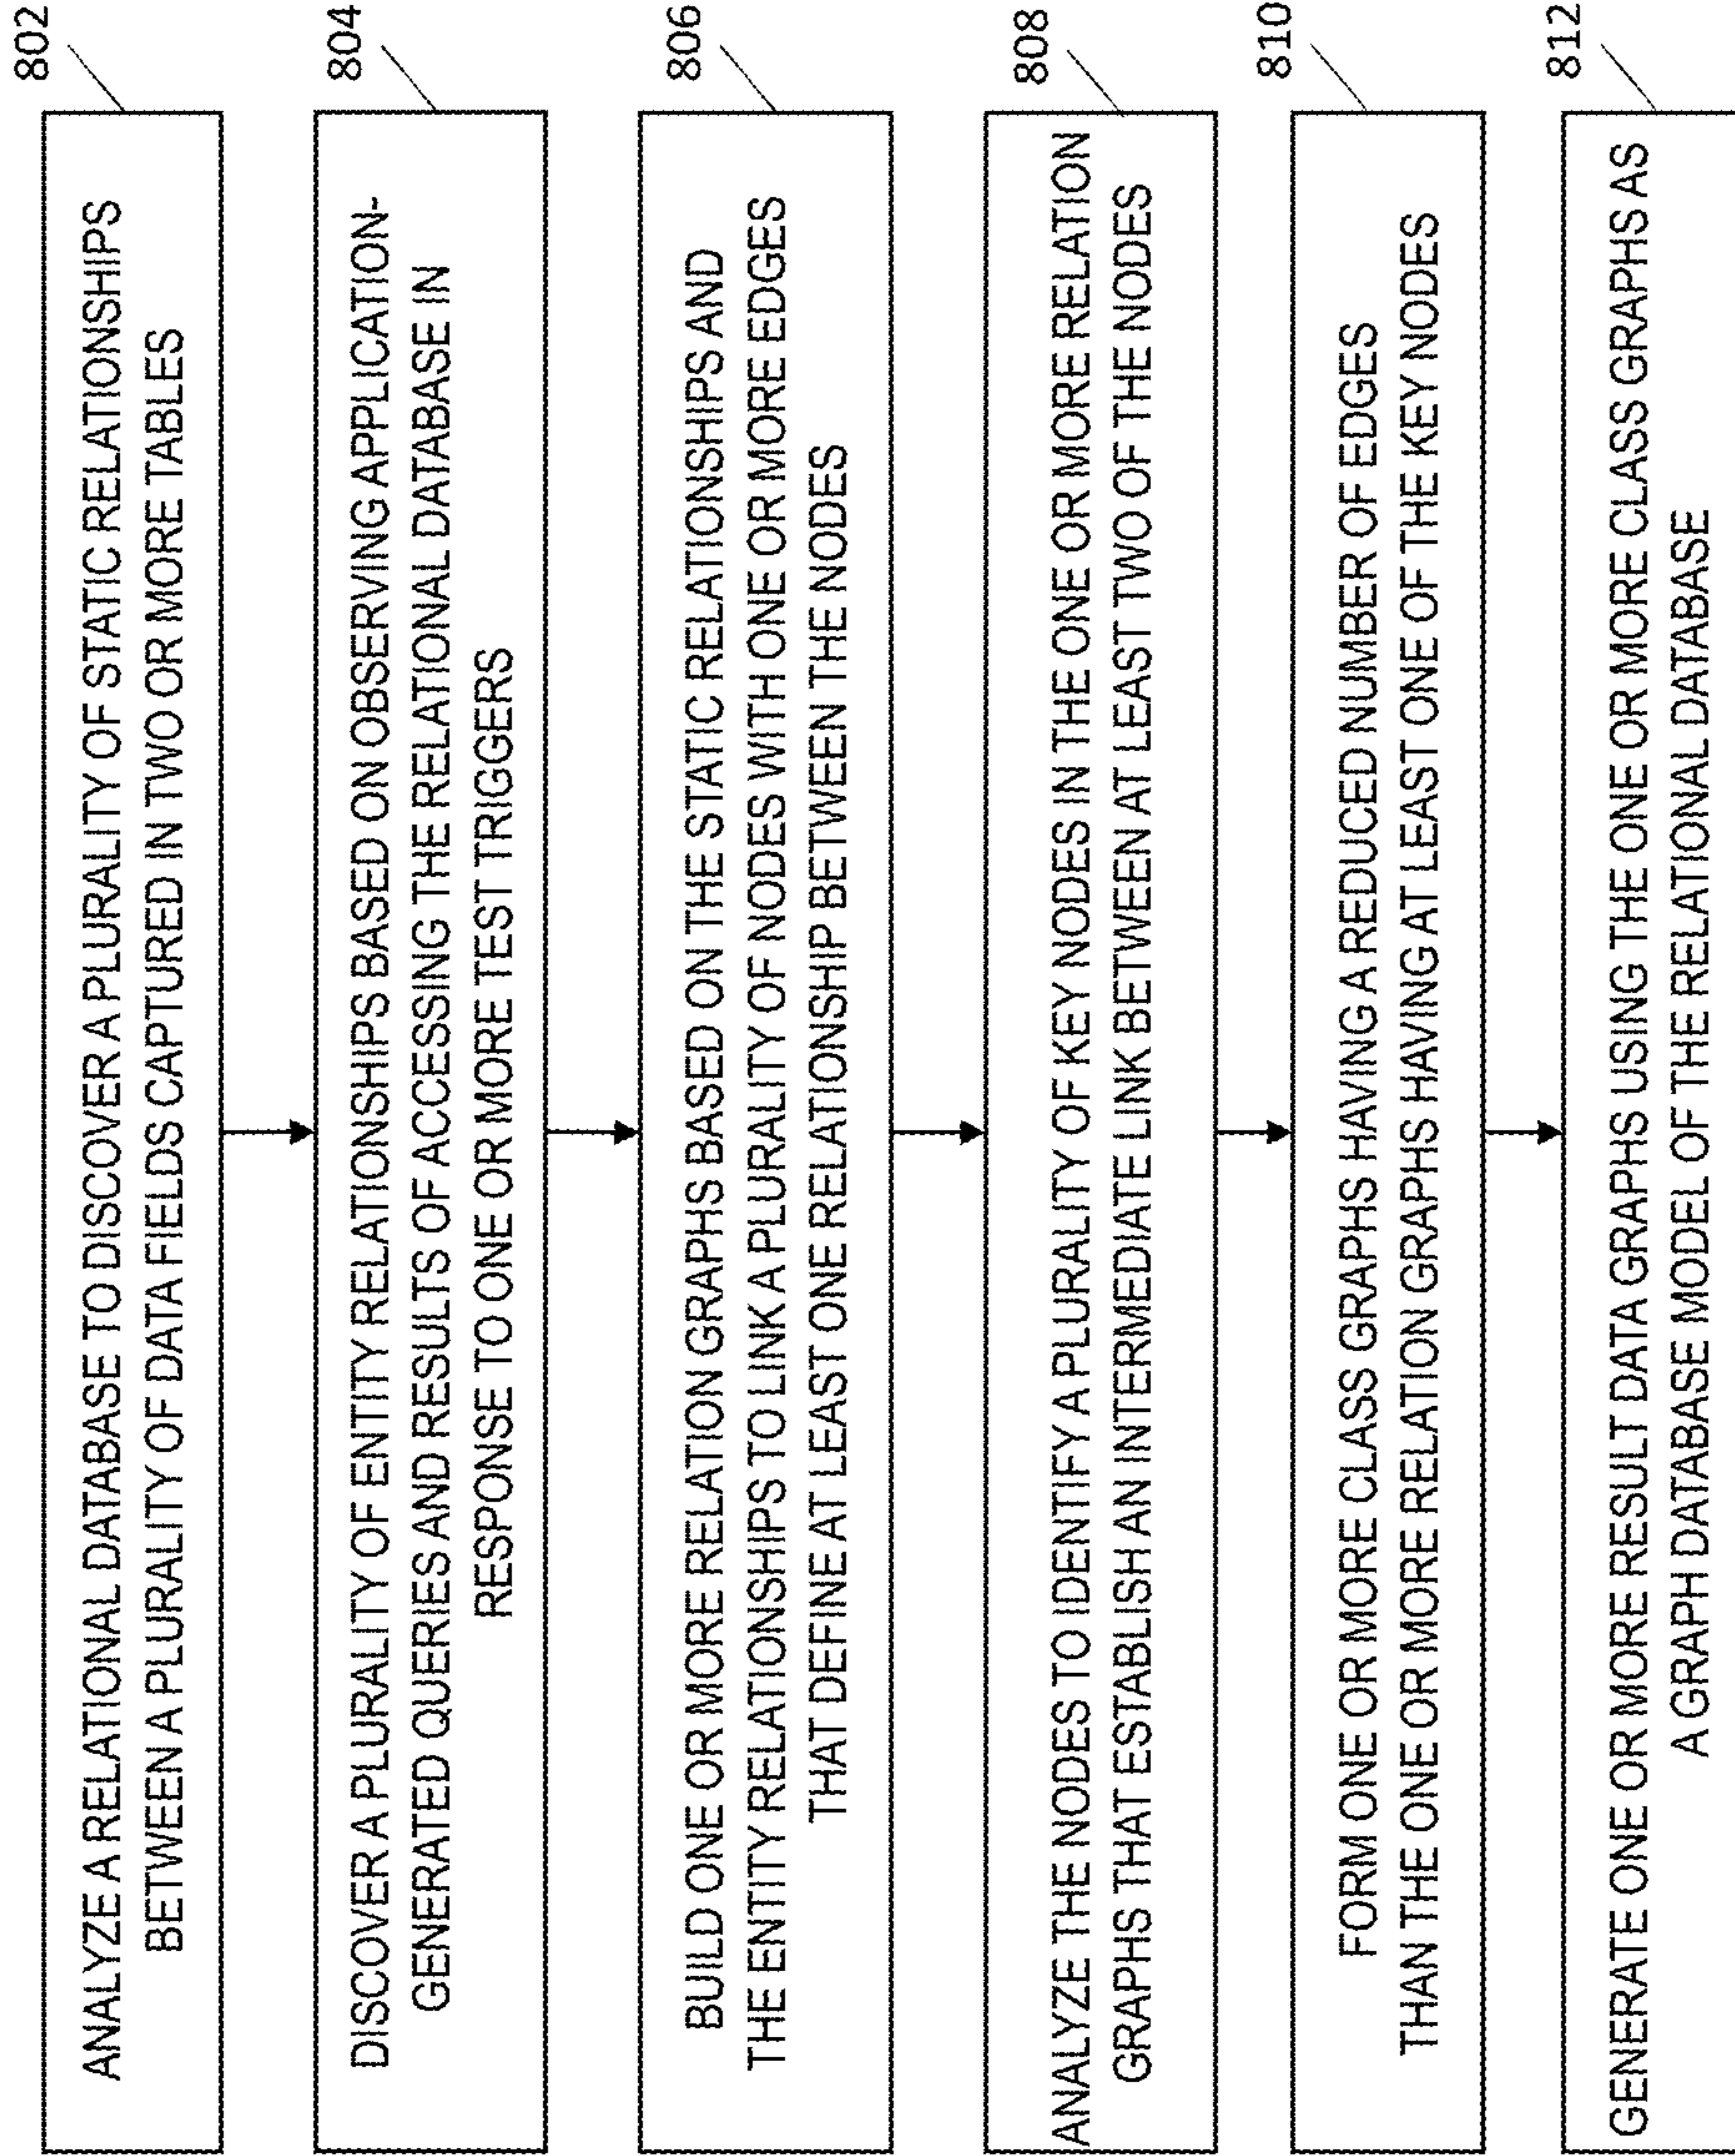 802
ANALYZE A RELATIONAL DATABASE TO DISCOVER A PLURALITY OF STATIC RELATIONSHIPS
BETWEEN A PLURALITY OF DATA FIELDS CAPTURED IN TWO OR MORE TABLES
804
DISCOVER A PLURALITY OF ENTITY RELATIONSHIPS BASED ON OBSERVING APPLICATION-
GENERATED QUERIES AND RESULTS OF ACCESSING THE RELATIONAL DATABASE IN
RESPONSE TO ONE OR MORE TEST TRIGGERS
806
BUILD ONE OR MORE RELATION GRAPHS BASED ON THE STATIC RELATIONSHIPS AND
THE ENTITY RELATIONSHIPS TO LINK A PLURALITY OF NODES WITH ONE OR MORE EDGES
THAT DEFINE AT LEAST ONE RELATIONSHIP BETWEEN THE NODES
808
ANALYZE THE NODES TO IDENTIFY A PLURALITY OF KEY NODES IN THE ONE OR MORE RELATION
GRAPHS THAT ESTABLISH AN INTERMEDIATE LINK BETWEEN AT LEAST TWO OF THE NODES
810
FORM ONE OR MORE CLASS GRAPHS HAVING A REDUCED NUMBER OF EDGES
THAN THE ONE OR MORE RELATION GRAPHS HAVING AT LEAST ONE OF THE KEY NODES
812
GENERATE ONE OR MORE RESULT DATA GRAPHS USING THE ONE OR MORE CLASS GRAPHS AS
A GRAPH DATABASE MODEL OF THE RELATIONAL DATABASE